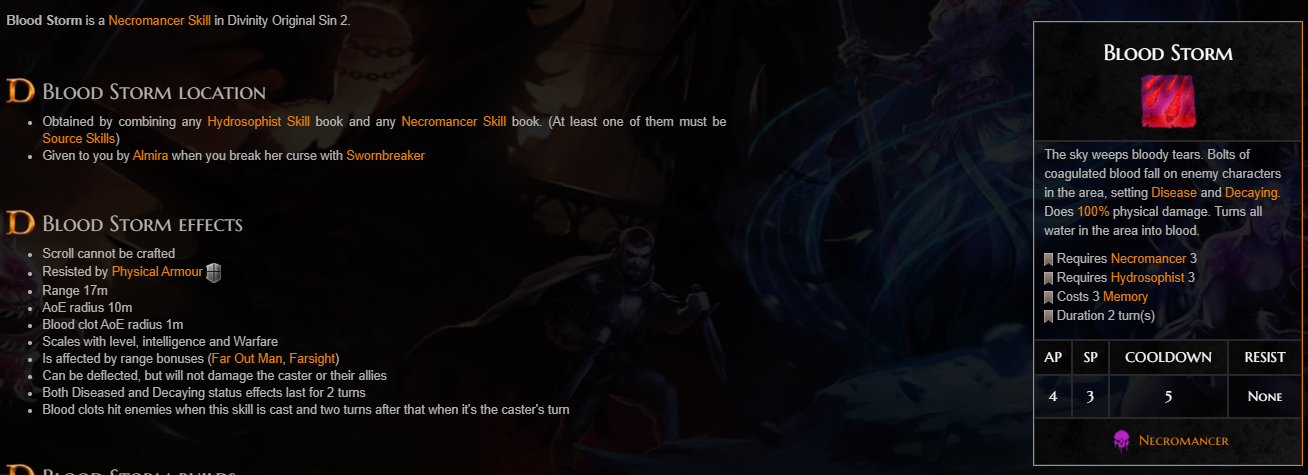 Blood Storm is a Necromancer Skill in Divinity Original Sin 2.
Blood Storm location
Obtained by combining any Hydrosophist Skill book and any Necromancer Skill book. (At least one of them must be
Source Skills)
Given to you by Almira when you break her curse with Swornbreaker
Blood Storm effects
Scroll cannot be crafted
Resisted by Physical Armour
Range 17m
AoE radius 10m
Blood clot AoE radius 1m
Scales with level, intelligence and Warfare
Is affected by range bonuses (Far Out Man, Farsight)
Can be deflected, but will not damage the caster or their allies
Both Diseased and Decaying status effects last for 2 turns
Blood clots hit enemies when this skill is cast and two turns after that when it's the caster's turn
Blood Storm builds
Blood Storm
The sky weeps bloody tears. Bolts of
coagulated blood fall on enemy characters
in the area, setting Disease and Decaying.
Does 100% physical damage. Turns all
water in the area into blood.
Requires Necromancer 3
Requires Hydrosophist 3
Costs 3 Memory
Duration 2 turn(s)
AP SP Cooldown Resist
4 3 5 None
Necromancer